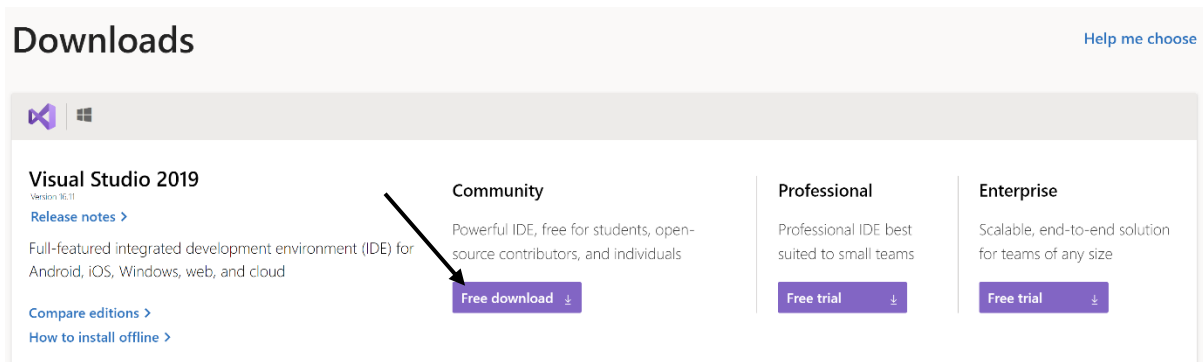 Downloads
Help me choose
Visual Studio 2019
Version 16.11
Release notes >
Full-featured integrated development environment (IDE) for
Android, iOS, Windows, web, and cloud
Compare editions >
How to install offline >
Community
Powerful IDE, free for students, open-
source contributors, and individuals
Free download
Professional
Professional IDE best
suited to small teams
Free trial
Enterprise
Scalable, end-to-end solution
for teams of any size
Free trial